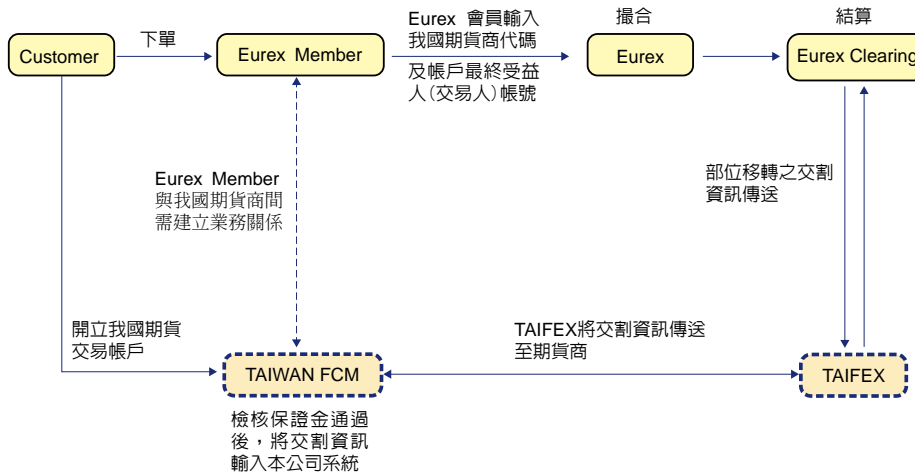 撮合
結算
Customer
下單
Eurex Member
Eurex 會員輸入
我國期貨商代碼
及帳戶最終受益
人(交易人)帳號
Eurex
Eurex Clearing
Eurex Member
與我國期貨商間
需建立業務關係
部位移轉之交割
資訊傳送
開立我國期貨
交易帳戶
TAIFEX將交割資訊傳送
至期貨商
TAIWAN FCM
TAIFEX
檢核保證金通過
後，將交割資訊
輸入本公司系統